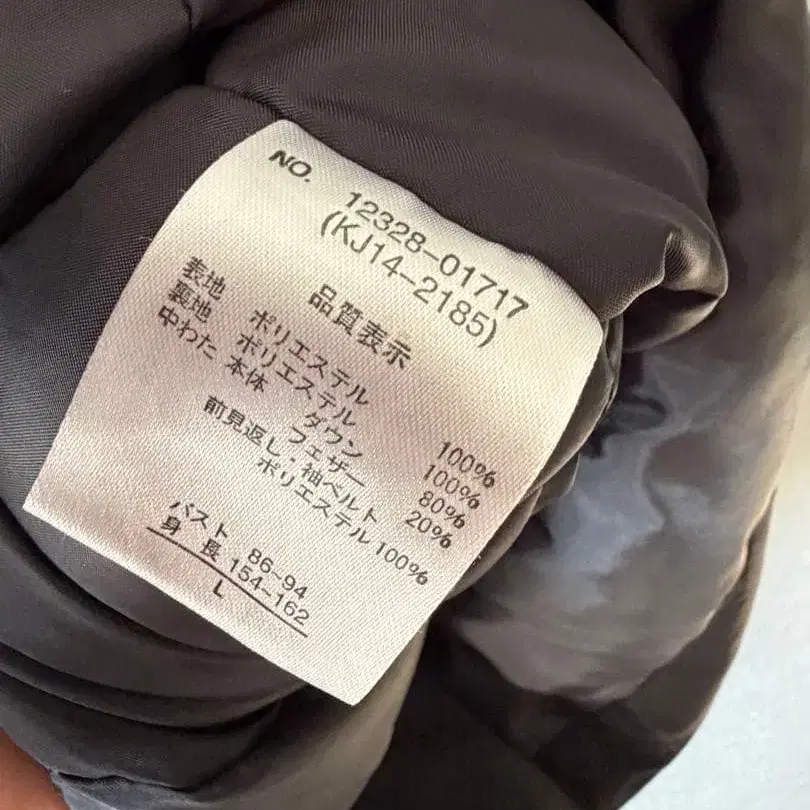 NO. 12328-01717
(KJ14-2185)
品質表示
表地 ポリエステル 100%
裏地 ポリエステル 100%
中わた 本体 ダウン 80%
フェザー 20%
前見返し・袖ベルト
ポリエステル 100%
バスト 86~94
身長 154~162
L